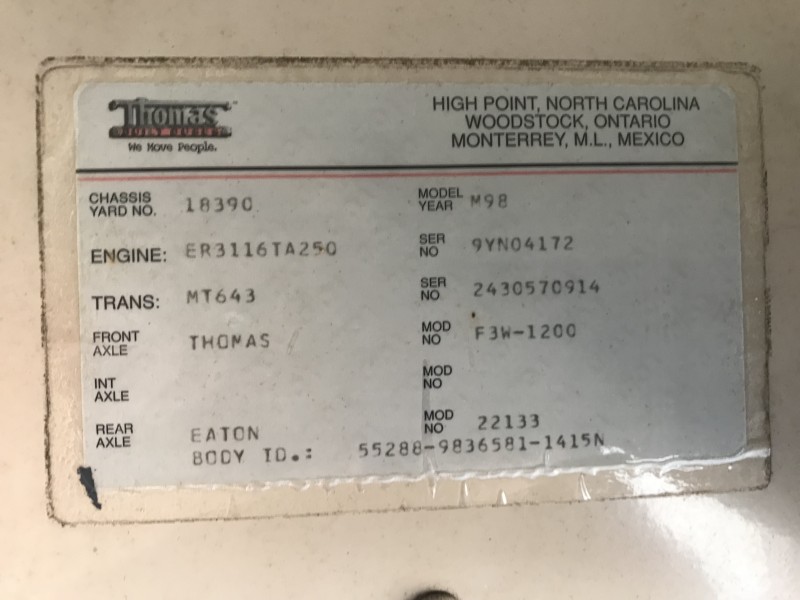 Thomas
BUILT BUSES
We Move People.
HIGH POINT, NORTH CAROLINA
WOODSTOCK, ONTARIO
MONTERREY, M.L., MEXICO
CHASSIS YARD NO. 18390 MODEL YEAR M98
ENGINE: ER3116TA250 SER NO 9YN04172
TRANS: MT643 SER NO 2430570914
FRONT AXLE THOMAS MOD NO F3W-1200
INT AXLE MOD NO
REAR AXLE EATON MOD NO 22133
BODY ID.: 55288-9836581-1415N